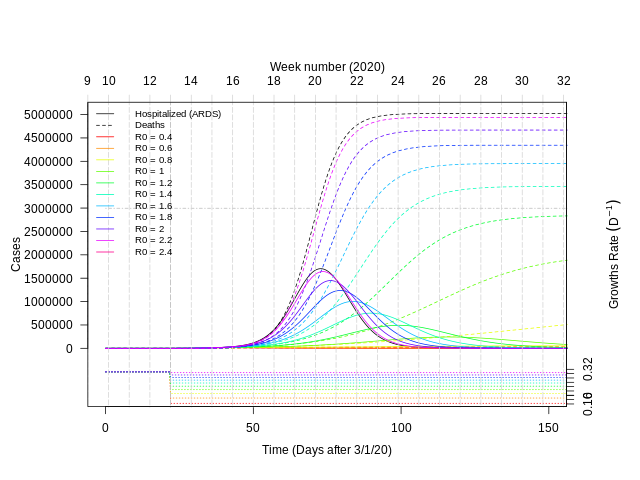 Week number (2020)
9 10 12 14 16 18 20 22 24 26 28 30 32
5000000
4500000
4000000
3500000
3000000
2500000
2000000
1500000
1000000
500000
0
Cases
Hospitalized (ARDS)
Deaths
R0 = 0.4
R0 = 0.6
R0 = 0.8
R0 = 1
R0 = 1.2
R0 = 1.4
R0 = 1.6
R0 = 1.8
R0 = 2
R0 = 2.2
R0 = 2.4
Growths Rate (D⁻¹)
0.32
0 50 100 150
Time (Days after 3/1/20)